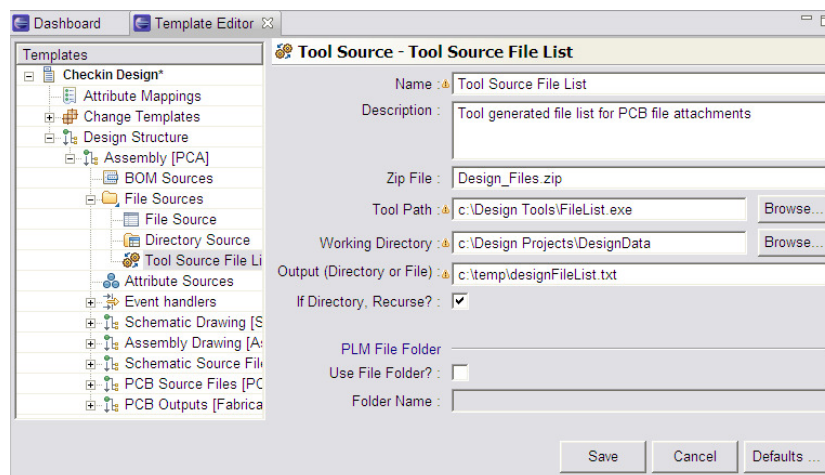 Dashboard
Template Editor
Templates
Tool Source - Tool Source File List
Checkin Design*
Attribute Mappings
Change Templates
Design Structure
Assembly [PCA]
BOM Sources
File Sources
File Source
Directory Source
Tool Source File Li
Attribute Sources
Event handlers
Schematic Drawing [S
Assembly Drawing [A
Schematic Source File
PCB Source Files [PC
PCB Outputs [Fabrica
Name : Tool Source File List
Description : Tool generated file list for PCB file attachments
Zip File : Design_Files.zip
Tool Path : c:\Design Tools\FileList.exe Browse...
Working Directory : c:\Design Projects\DesignData Browse...
Output (Directory or File) : c:\temp\designFileList.txt
If Directory, Recurse? :
PLM File Folder
Use File Folder? :
Folder Name :
Save Cancel Defaults ...